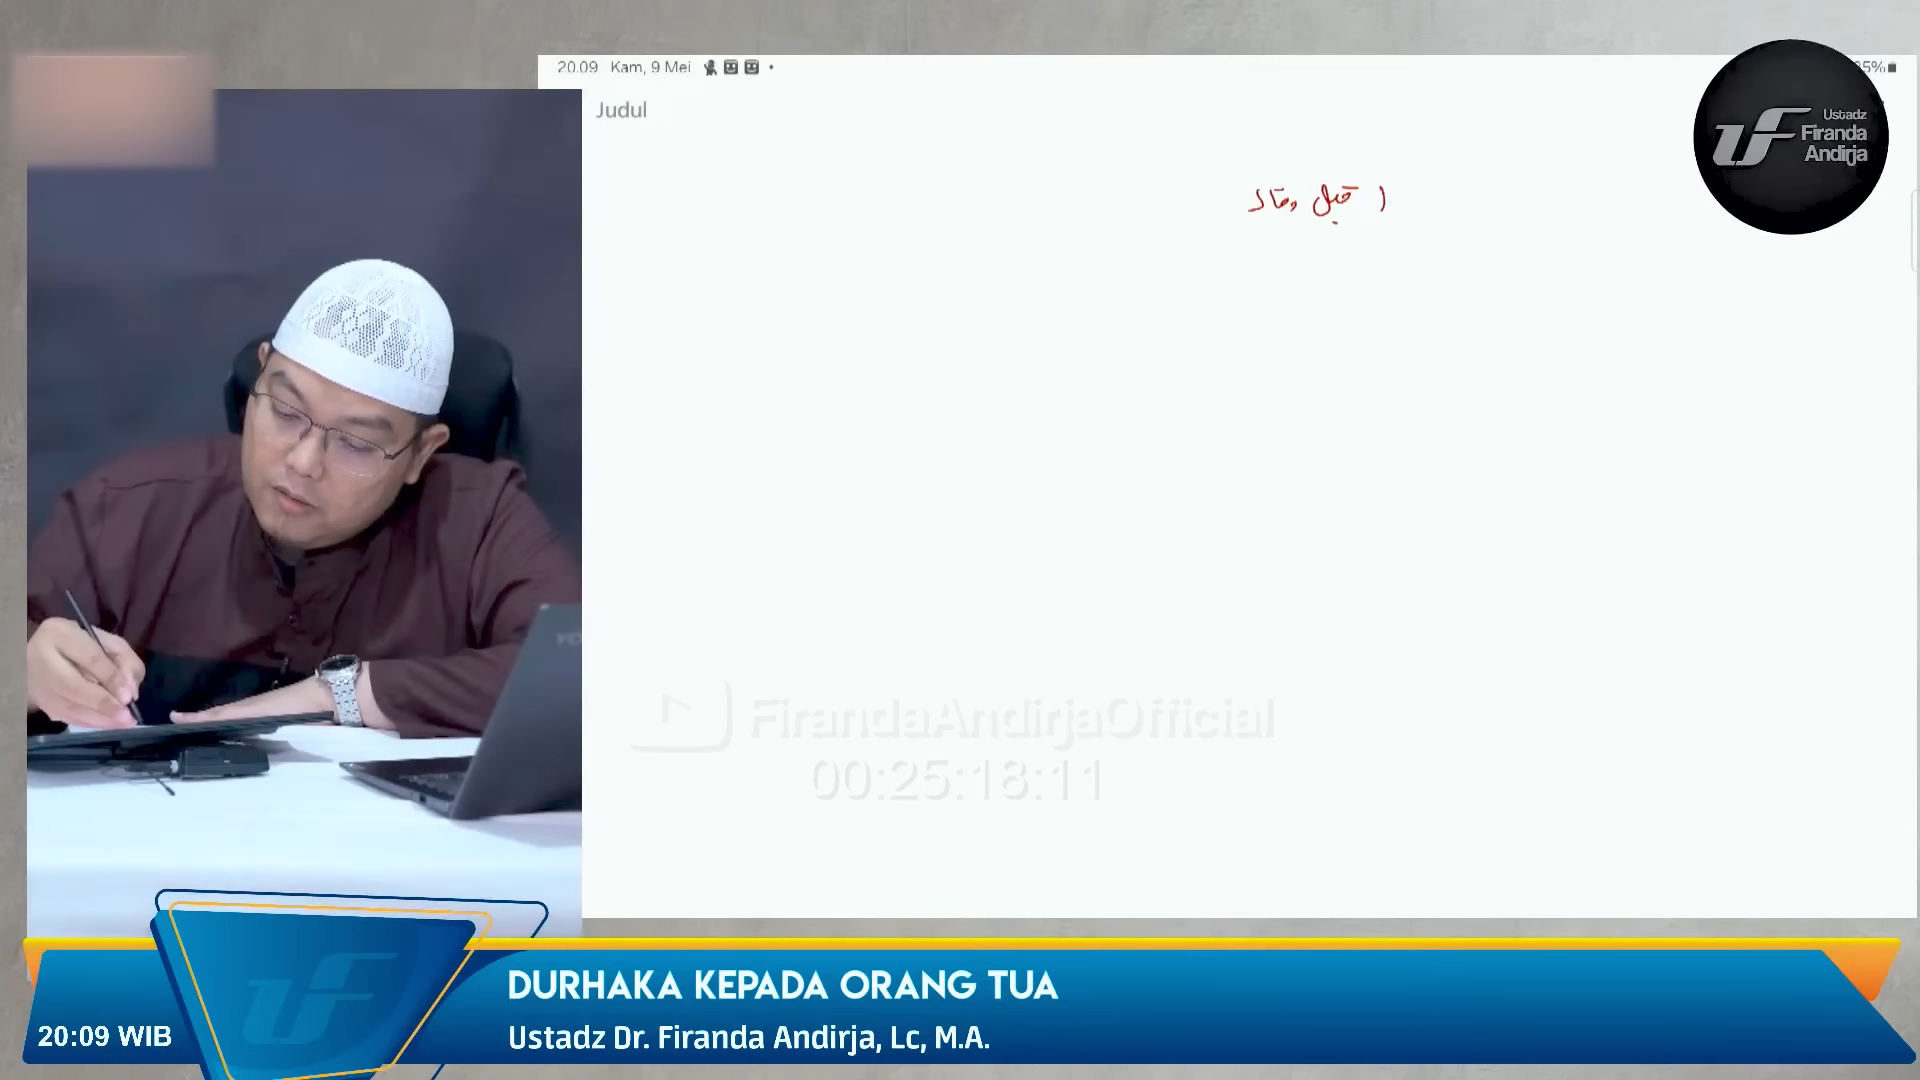 20.09 Kam, 9 Mei
Judul
Ustadz
Firanda
Andirja
قيل وقال
FirandaAndirjaOfficial
00:25:18:11
DURHAKA KEPADA ORANG TUA
Ustadz Dr. Firanda Andirja, Lc, M.A.
20:09 WIB